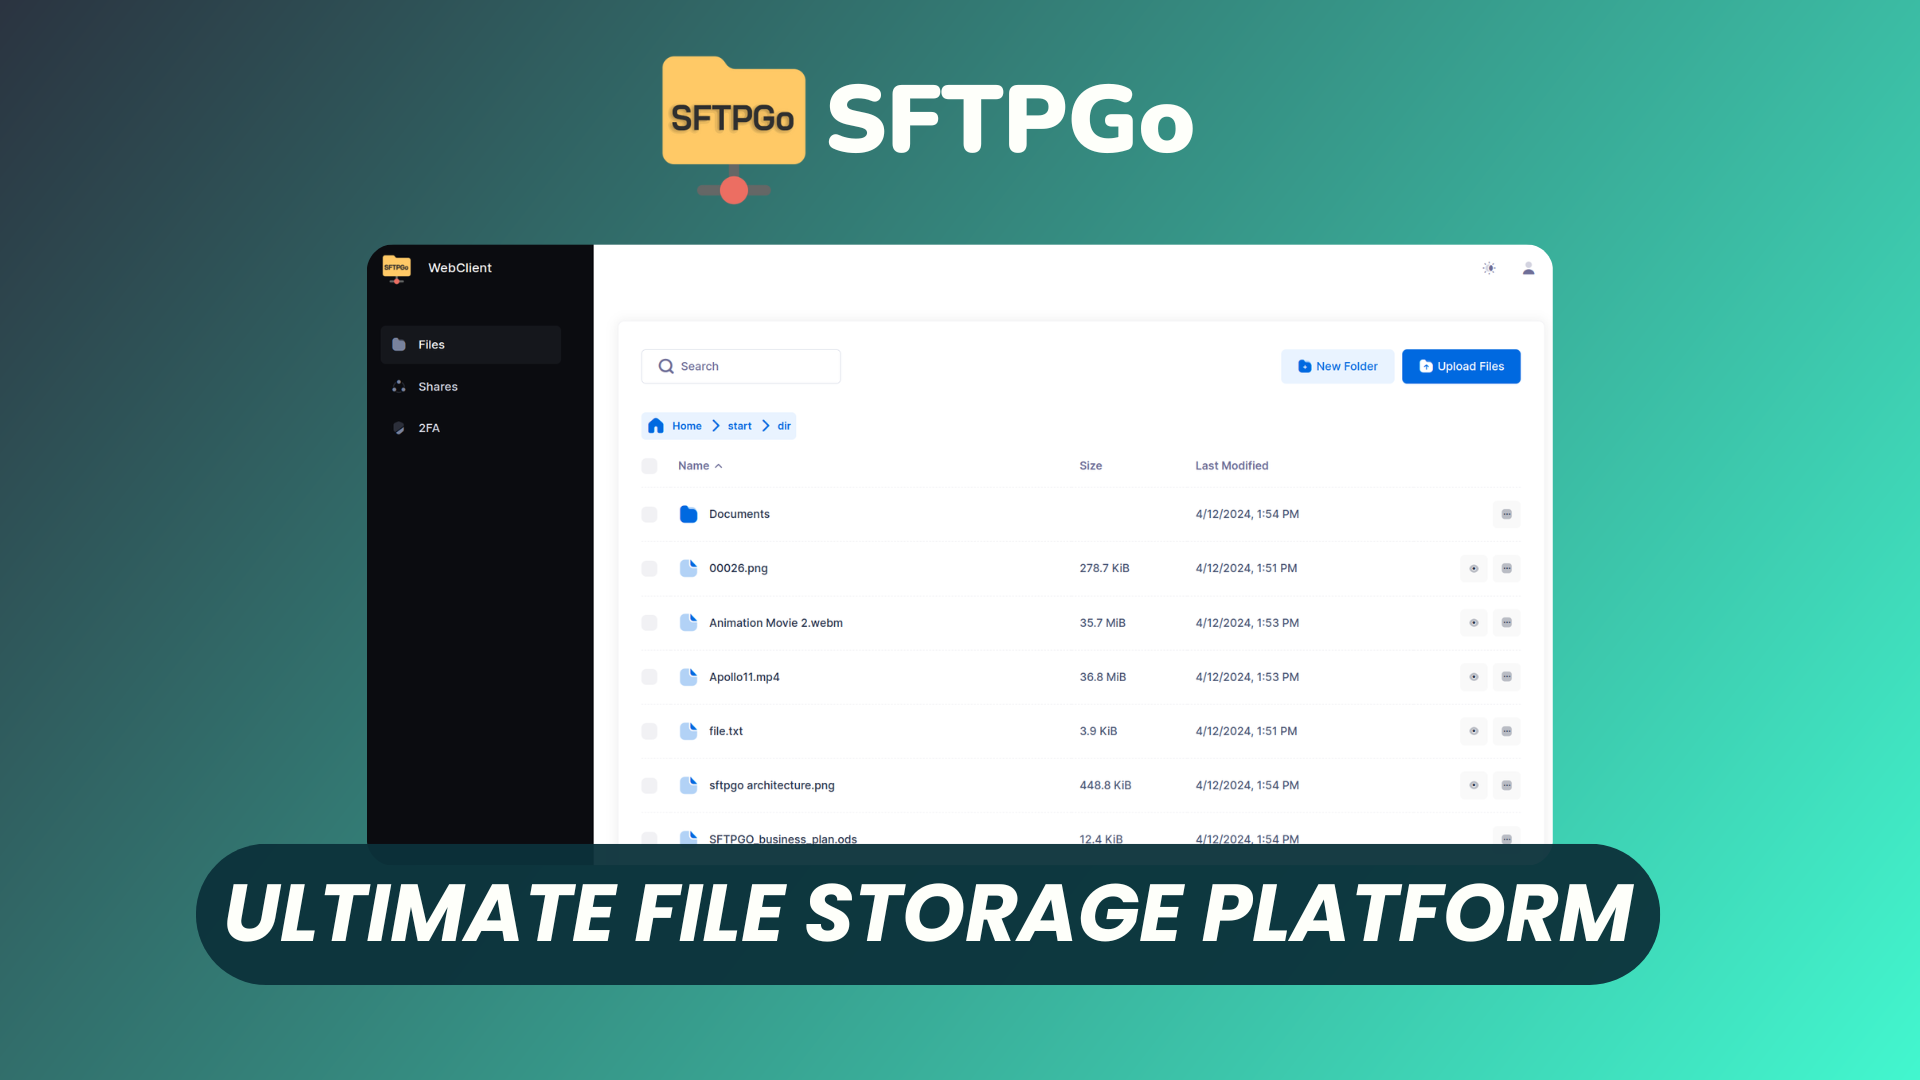 SFTPGo SFTPGo
SFTPGo WebClient
Files
Shares
2FA
Search New Folder Upload Files
Home start dir
Name Size Last Modified
Documents 4/12/2024, 1:54 PM
00026.png 278.7 KiB 4/12/2024, 1:51 PM
Animation Movie 2.webm 35.7 MiB 4/12/2024, 1:53 PM
Apollo11.mp4 36.8 MiB 4/12/2024, 1:53 PM
file.txt 3.9 KiB 4/12/2024, 1:51 PM
sftpgo architecture.png 448.8 KiB 4/12/2024, 1:54 PM
SFTPGO_business_plan.ods 12.4 KiB 4/12/2024, 1:54 PM
ULTIMATE FILE STORAGE PLATFORM